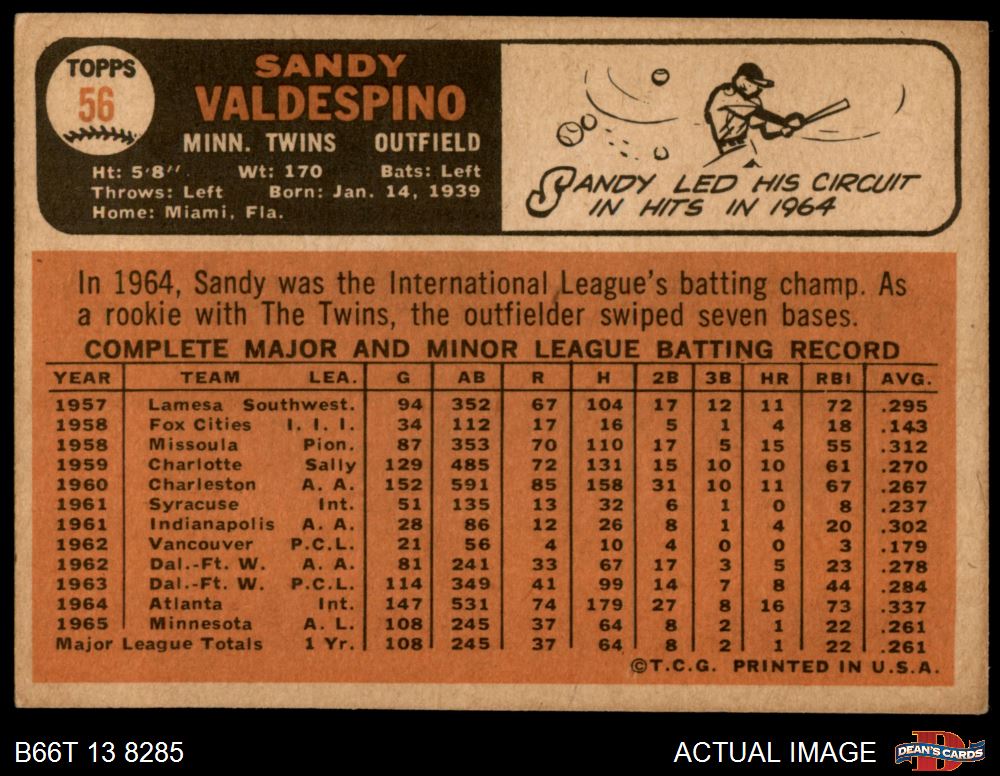 TOPPS
56
SANDY
VALDESPINO
MINN. TWINS OUTFIELD
Ht: 5'8" Wt: 170 Bats: Left
Throws: Left Born: Jan. 14, 1939
Home: Miami, Fla.
SANDY LED HIS CIRCUIT
IN HITS IN 1964
In 1964, Sandy was the International League's batting champ. As
a rookie with The Twins, the outfielder swiped seven bases.
COMPLETE MAJOR AND MINOR LEAGUE BATTING RECORD
YEAR TEAM LEA. G AB R H 2B 3B HR RBI AVG.
1957 Lamesa Southwest. 94 352 67 104 17 12 11 72 .295
1958 Fox Cities I. I. I. 34 112 17 16 5 1 4 18 .143
1958 Missoula Pion. 87 353 70 110 17 5 15 55 .312
1959 Charlotte Sally 129 485 72 131 15 10 10 61 .270
1960 Charleston A. A. 152 591 85 158 31 10 11 67 .267
1961 Syracuse Int. 51 135 13 32 6 1 0 8 .237
1961 Indianapolis A. A. 28 86 12 26 8 1 4 20 .302
1962 Vancouver P.C.L. 21 56 4 10 4 0 0 3 .179
1962 Dal.-Ft. W. A. A. 81 241 33 67 17 3 5 23 .278
1963 Dal.-Ft. W. P.C.L. 114 349 41 99 14 7 8 44 .284
1964 Atlanta Int. 147 531 74 179 27 8 16 73 .337
1965 Minnesota A. L. 108 245 37 64 8 2 1 22 .261
Major League Totals 1 Yr. 108 245 37 64 8 2 1 22 .261
©T.C.G. PRINTED IN U.S.A.
B66T 13 8285 ACTUAL IMAGE
DEAN'S CARDS